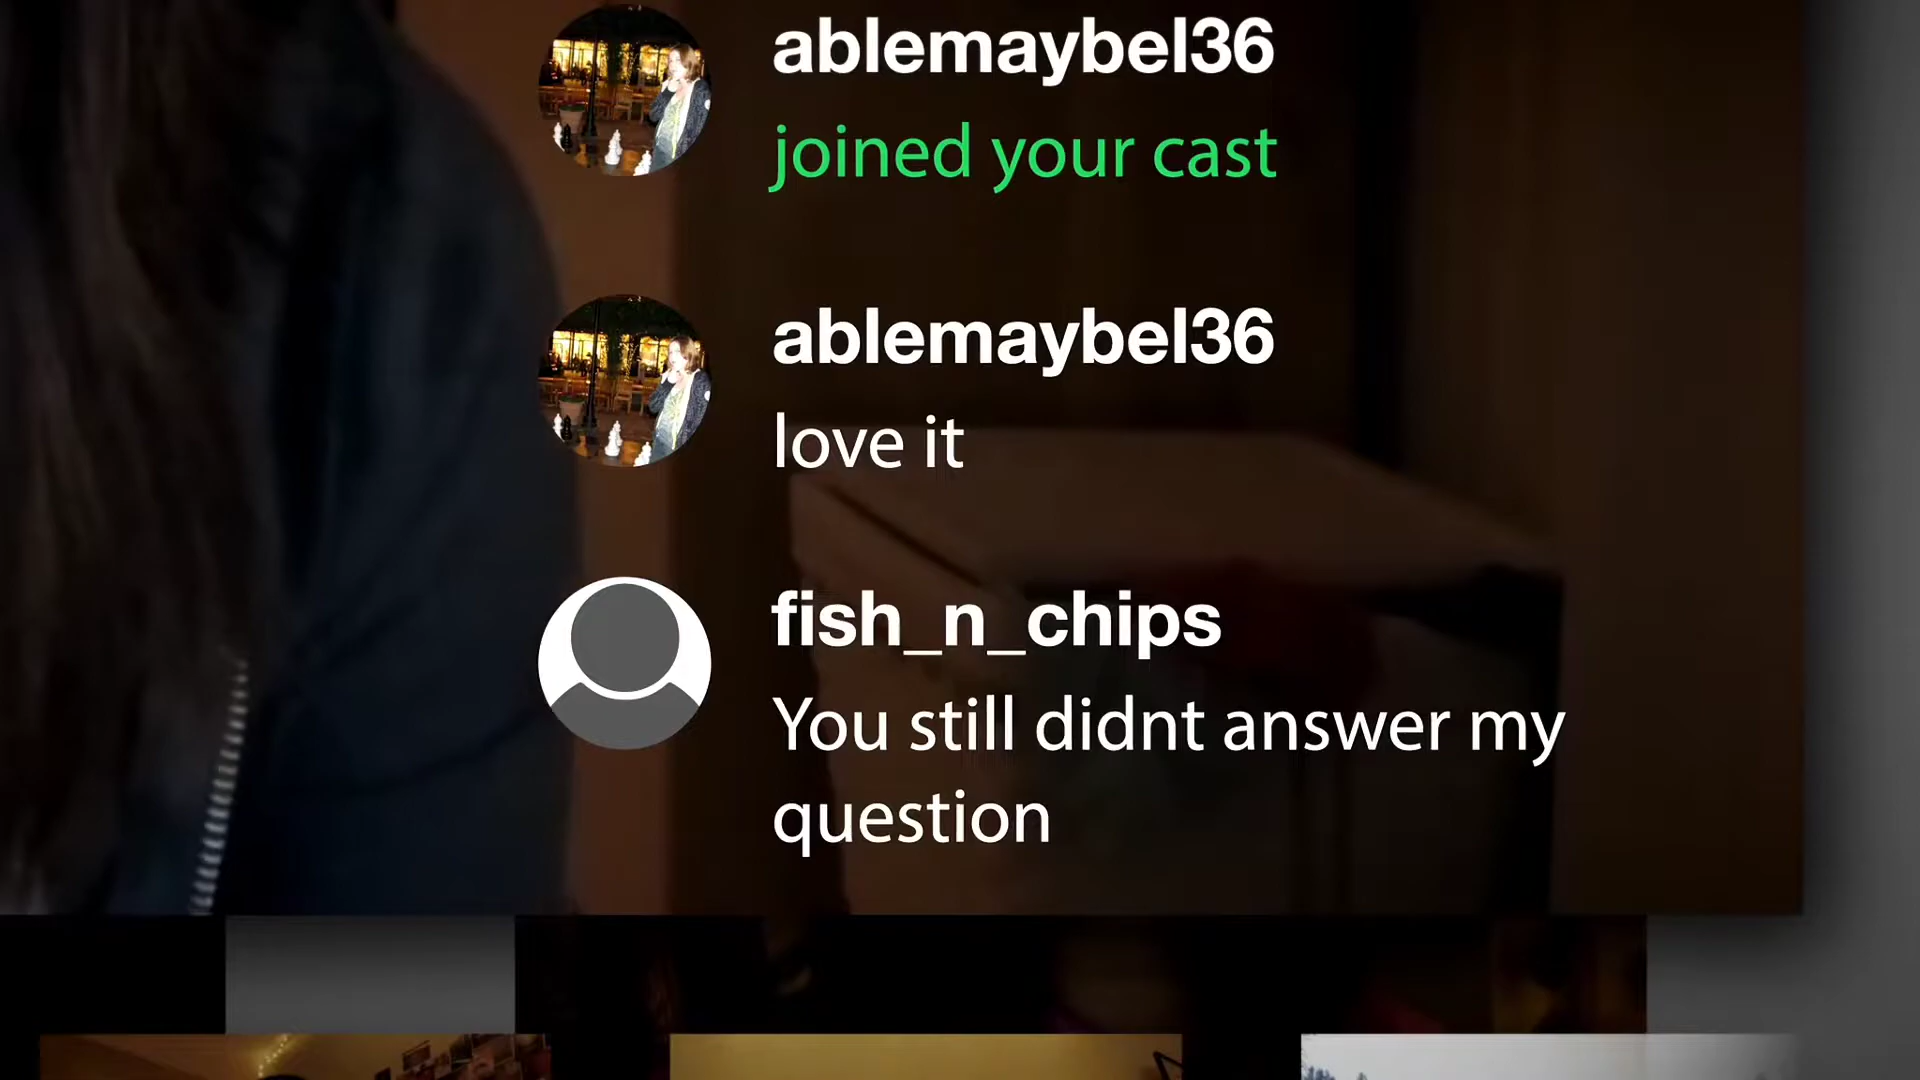 ablemaybel36
joined your cast
ablemaybel36
love it
fish_n_chips
You still didnt answer my
question